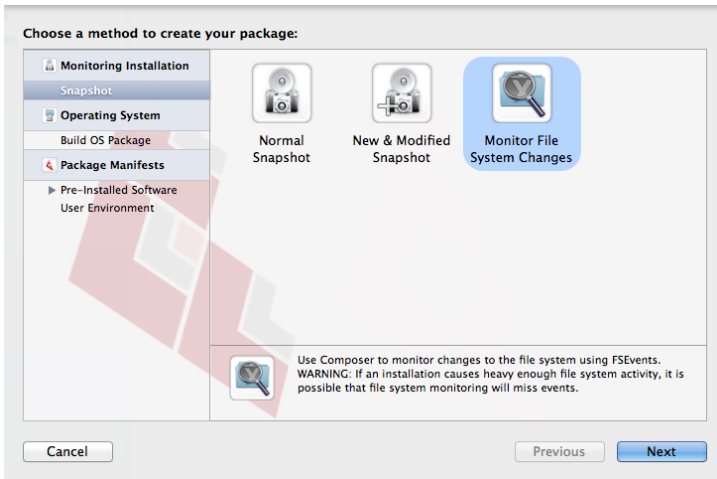 Choose a method to create your package:
Monitoring Installation
Snapshot
Operating System
Build OS Package
Package Manifests
Pre-Installed Software
User Environment
Normal
Snapshot
New & Modified
Snapshot
Monitor File
System Changes
Use Composer to monitor changes to the file system using FSEvents.
WARNING: If an installation causes heavy enough file system activity, it is
possible that file system monitoring will miss events.
Cancel
Previous
Next